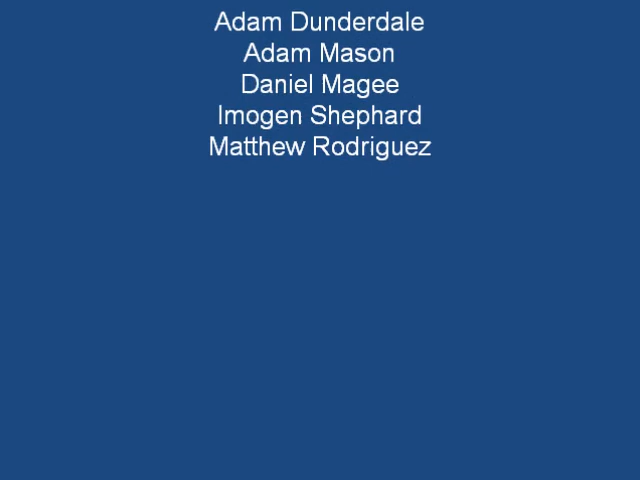 Adam Dunderdale
Adam Mason
Daniel Magee
Imogen Shephard
Matthew Rodriguez